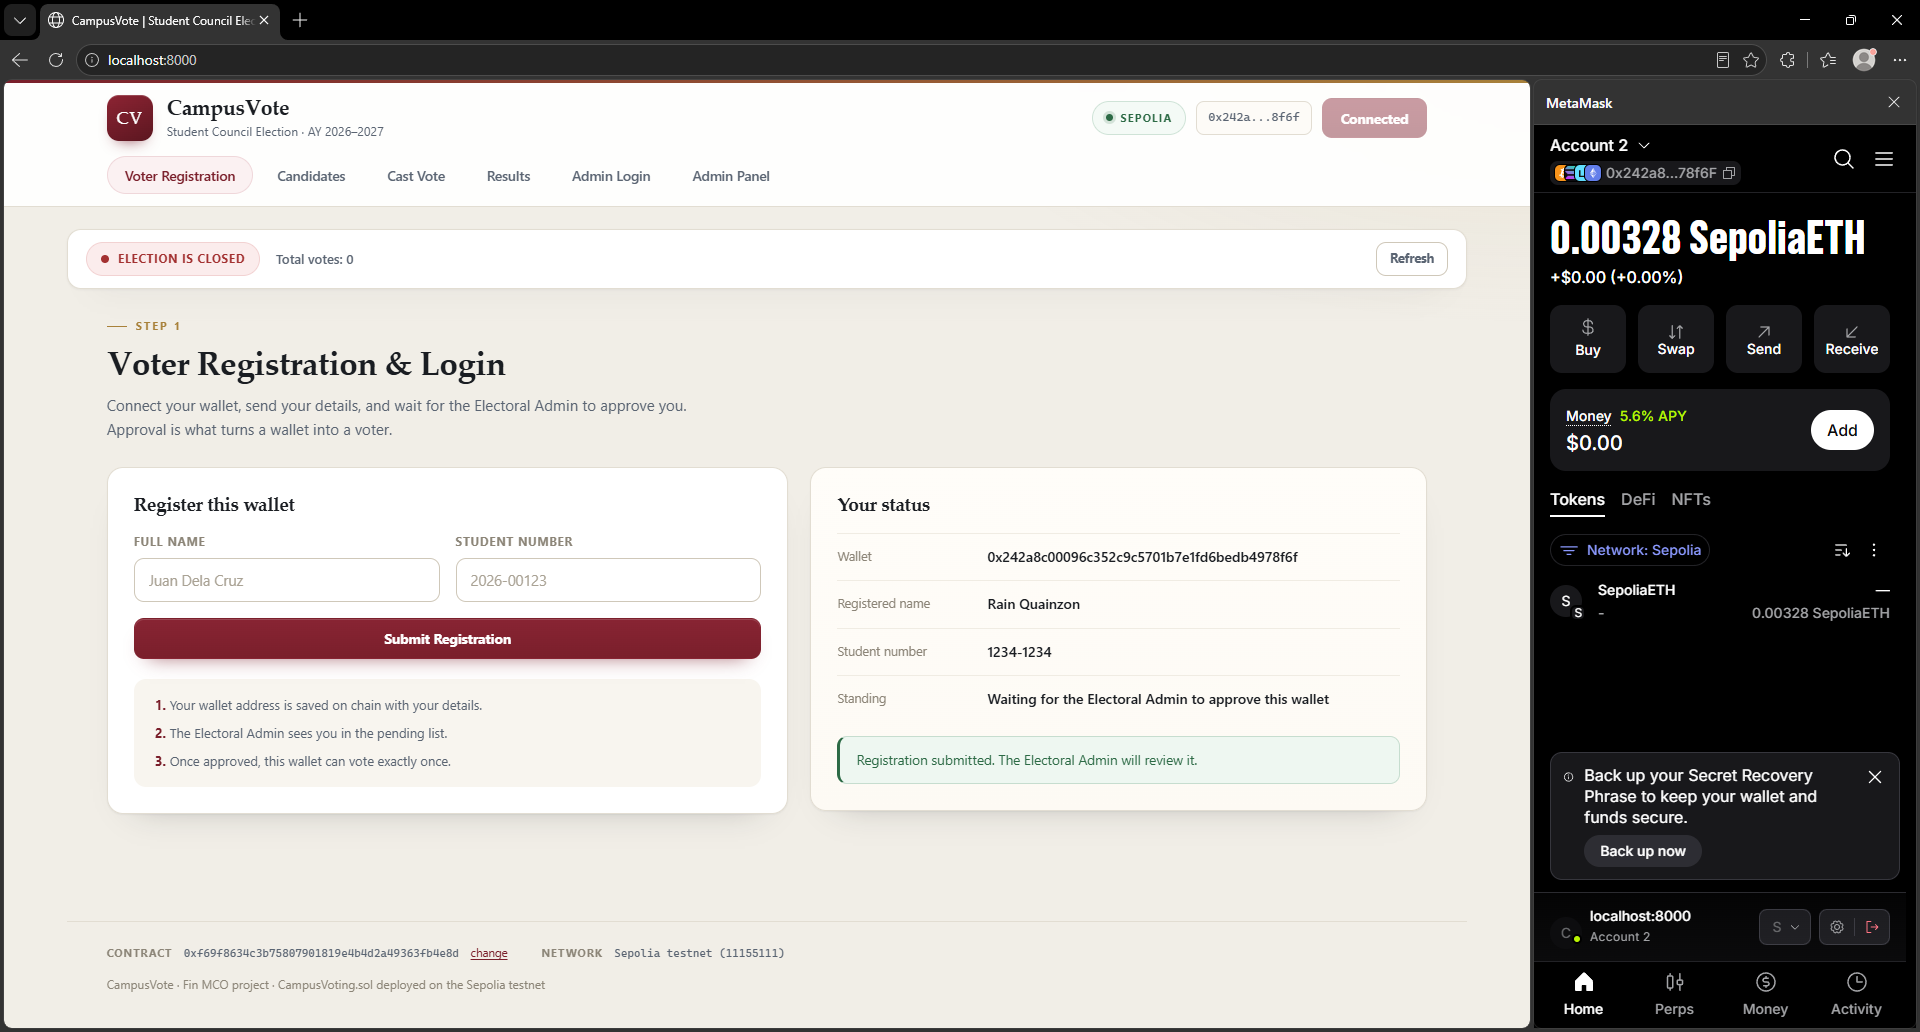 CampusVote | Student Council Elec
localhost:8000
CV
CampusVote
Student Council Election · AY 2026–2027
SEPOLIA
0x242a...8f6f
Connected
Voter Registration
Candidates
Cast Vote
Results
Admin Login
Admin Panel
ELECTION IS CLOSED
Total votes: 0
Refresh
STEP 1
Voter Registration & Login
Connect your wallet, send your details, and wait for the Electoral Admin to approve you.
Approval is what turns a wallet into a voter.
Register this wallet
FULL NAME
STUDENT NUMBER
Juan Dela Cruz
2026-00123
Submit Registration
1. Your wallet address is saved on chain with your details.
2. The Electoral Admin sees you in the pending list.
3. Once approved, this wallet can vote exactly once.
Your status
Wallet
0x242a8c00096c352c9c5701b7e1fd6bedb4978f6f
Registered name
Rain Quainzon
Student number
1234-1234
Standing
Waiting for the Electoral Admin to approve this wallet
Registration submitted. The Electoral Admin will review it.
CONTRACT 0xf69f8634c3b75807901819e4b4d2a49363fb4e8d change
NETWORK Sepolia testnet (11155111)
CampusVote · Fin MCO project · CampusVoting.sol deployed on the Sepolia testnet
MetaMask
Account 2
0x242a8...78f6F
0.00328 SepoliaETH
+$0.00 (+0.00%)
Buy
Swap
Send
Receive
Money 5.6% APY
$0.00
Add
Tokens
DeFi
NFTs
Network: Sepolia
S
S
SepoliaETH
—
-
0.00328 SepoliaETH
Back up your Secret Recovery
Phrase to keep your wallet and
funds secure.
Back up now
C
localhost:8000
Account 2
S
Home
Perps
Money
Activity